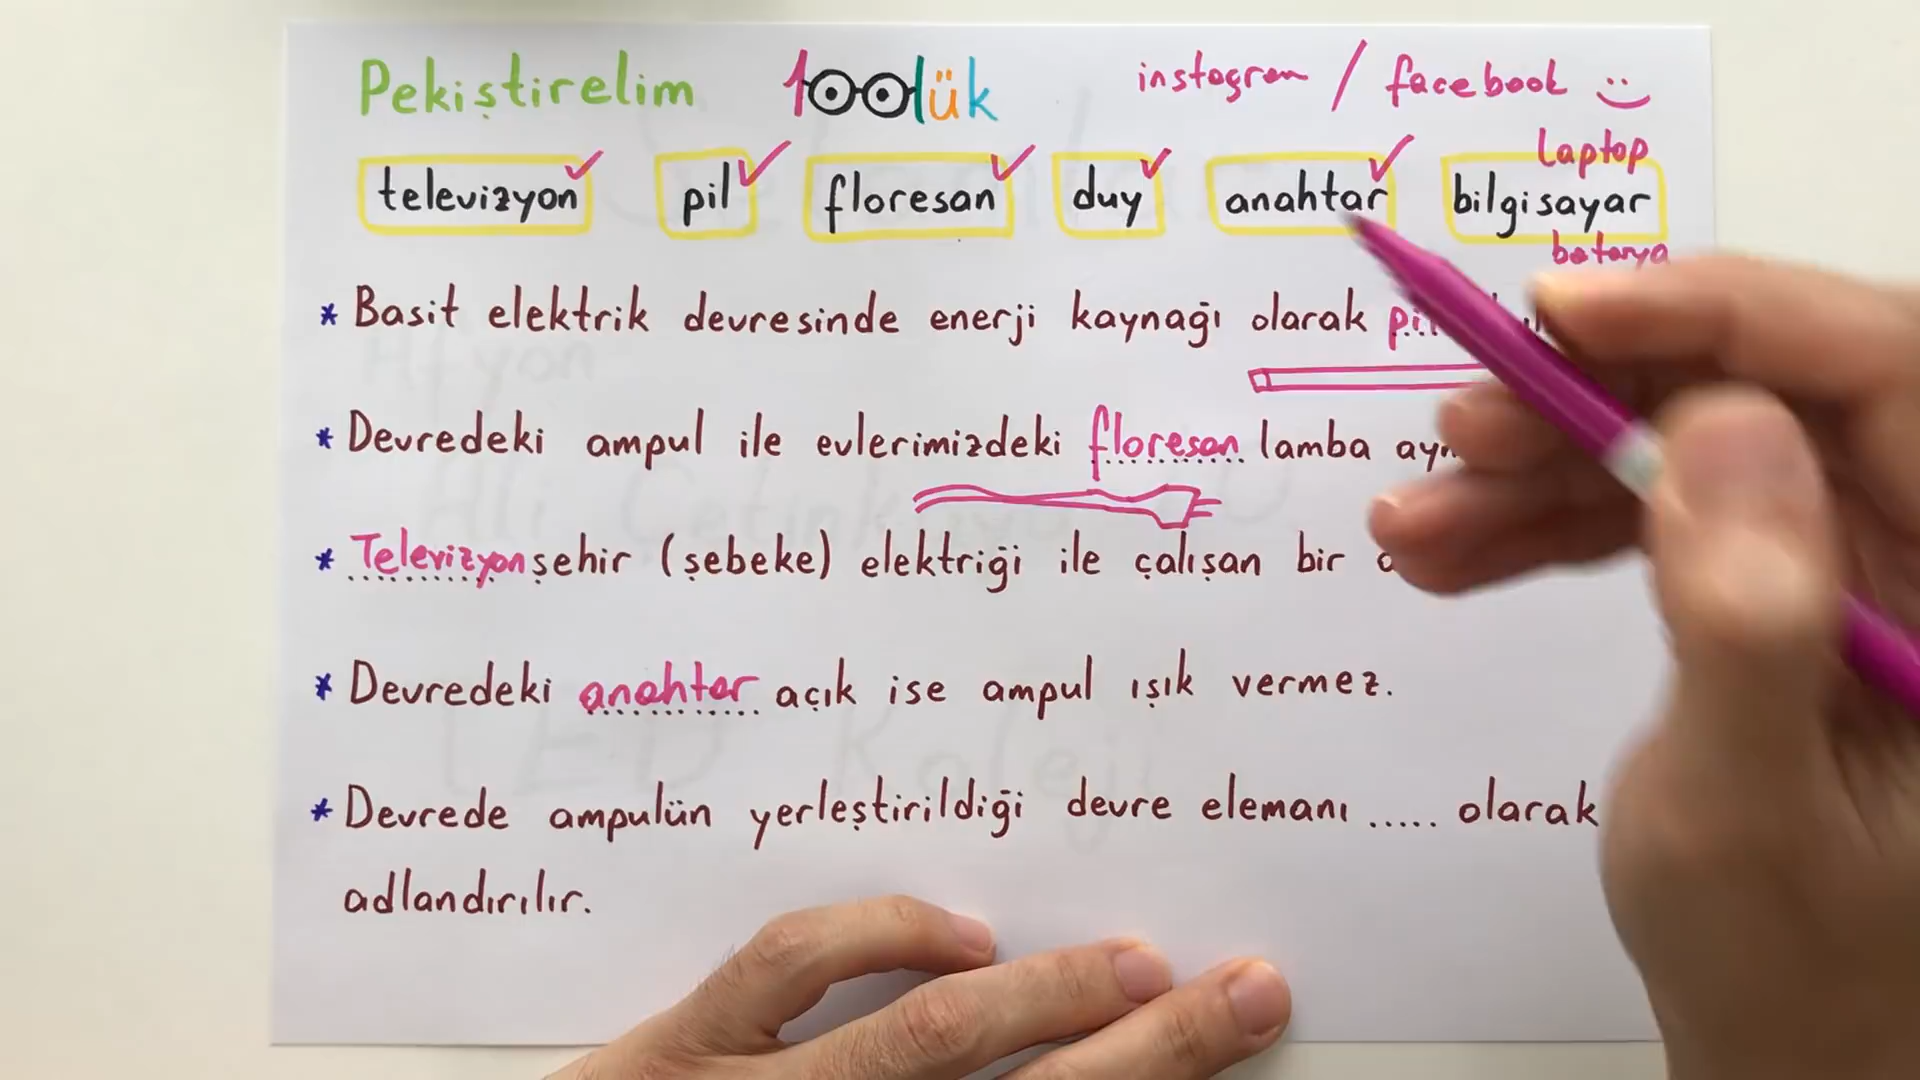 Pekiştirelim 100lük instagram / facebook
Laptop
televizyon pil floresan duy anahtar bilgisayar
batarya
* Basit elektrik devresinde enerji kaynağı olarak pil
* Devredeki ampul ile evlerimizdeki floresan lamba
* Televizyon şehir (şebeke) elektriği ile çalışan bir
* Devredeki anahtar açık ise ampul ışık vermez.
* Devrede ampulün yerleştirildiği devre elemanı ..... olarak
adlandırılır.